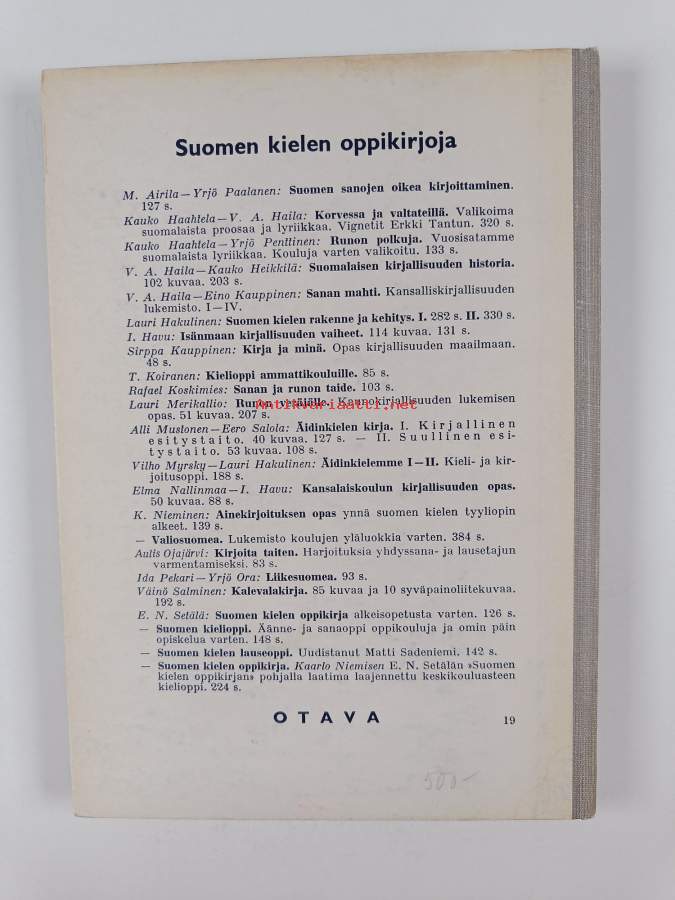 Suomen kielen oppikirjoja
M. Airila — Yrjö Paalanen: Suomen sanojen oikea kirjoittaminen.
127 s.
Kauko Haahtela — V. A. Haila: Korvessa ja valtateillä. Valikoima
suomalaista proosaa ja lyriikkaa. Vignetit Erkki Tantun. 320 s.
Kauko Haahtela — Yrjö Penttinen: Runon polkuja. Vuosisatamme
suomalaista lyriikkaa. Kouluja varten valikoitu. 133 s.
V. A. Haila — Kauko Heikkilä: Suomalaisen kirjallisuuden historia.
102 kuvaa. 203 s.
V. A. Haila — Eino Kauppinen: Sanan mahti. Kansalliskirjallisuuden
lukemisto. I—IV.
Lauri Hakulinen: Suomen kielen rakenne ja kehitys. I. 282 s. II. 330 s.
I. Havu: Isänmaan kirjallisuuden vaiheet. 114 kuvaa. 131 s.
Sirppa Kauppinen: Kirja ja minä. Opas kirjallisuuden maailmaan.
48 s.
T. Koiranen: Kielioppi ammattikouluille. 85 s.
Rafael Koskimies: Sanan ja runon taide. 103 s.
Lauri Merikallio: Runon ystäjälle. Kaunokirjallisuuden lukemisen
opas. 51 kuvaa. 207 s.
Antikvariaatti.net
Alli Mustonen — Eero Salola: Äidinkielen kirja. I. Kirjallinen
esitystaito. 40 kuvaa. 127 s. — II. Suullinen esi-
tystaito. 53 kuvaa. 108 s.
Vilho Myrsky — Lauri Hakulinen: Äidinkielemme I—II. Kieli- ja kir-
joitusoppi. 188 s.
Elma Nallinmaa — I. Havu: Kansalaiskoulun kirjallisuuden opas.
50 kuvaa. 88 s.
K. Nieminen: Ainekirjoituksen opas ynnä suomen kielen tyyliopin
alkeet. 139 s.
— Valiosuomea. Lukemisto koulujen yläluokkia varten. 384 s.
Aulis Ojajärvi: Kirjoita taiten. Harjoituksia yhdyssana- ja lausetajun
varmentamiseksi. 83 s.
Ida Pekari — Yrjö Ora: Liikesuomea. 93 s.
Väinö Salminen: Kalevalakirja. 85 kuvaa ja 10 syväpainoliitekuvaa.
192 s.
E. N. Setälä: Suomen kielen oppikirja alkeisopetusta varten. 126 s.
— Suomen kielioppi. Äänne- ja sanaoppi oppikouluja ja omin päin
opiskelua varten. 148 s.
— Suomen kielen lauseoppi. Uudistanut Matti Sadeniemi. 142 s.
— Suomen kielen oppikirja. Kaarlo Niemisen E. N. Setälän »Suomen
kielen oppikirjan» pohjalla laatima laajennettu keskikouluasteen
kielioppi. 224 s.
OTAVA
19
500-